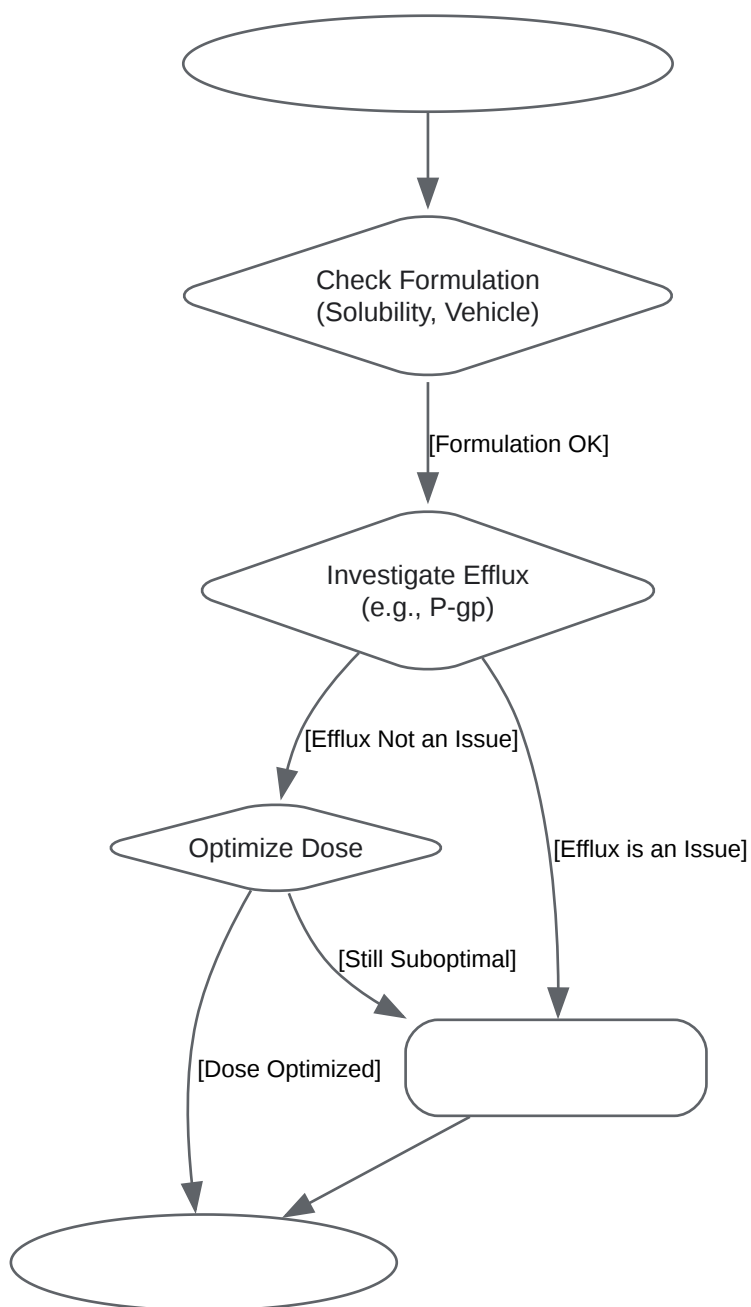 Check Formulation
(Solubility, Vehicle)
[Formulation OK]
Investigate Efflux
(e.g., P-gp)
[Efflux Not an Issue]
Optimize Dose
[Efflux is an Issue]
[Still Suboptimal]
[Dose Optimized]